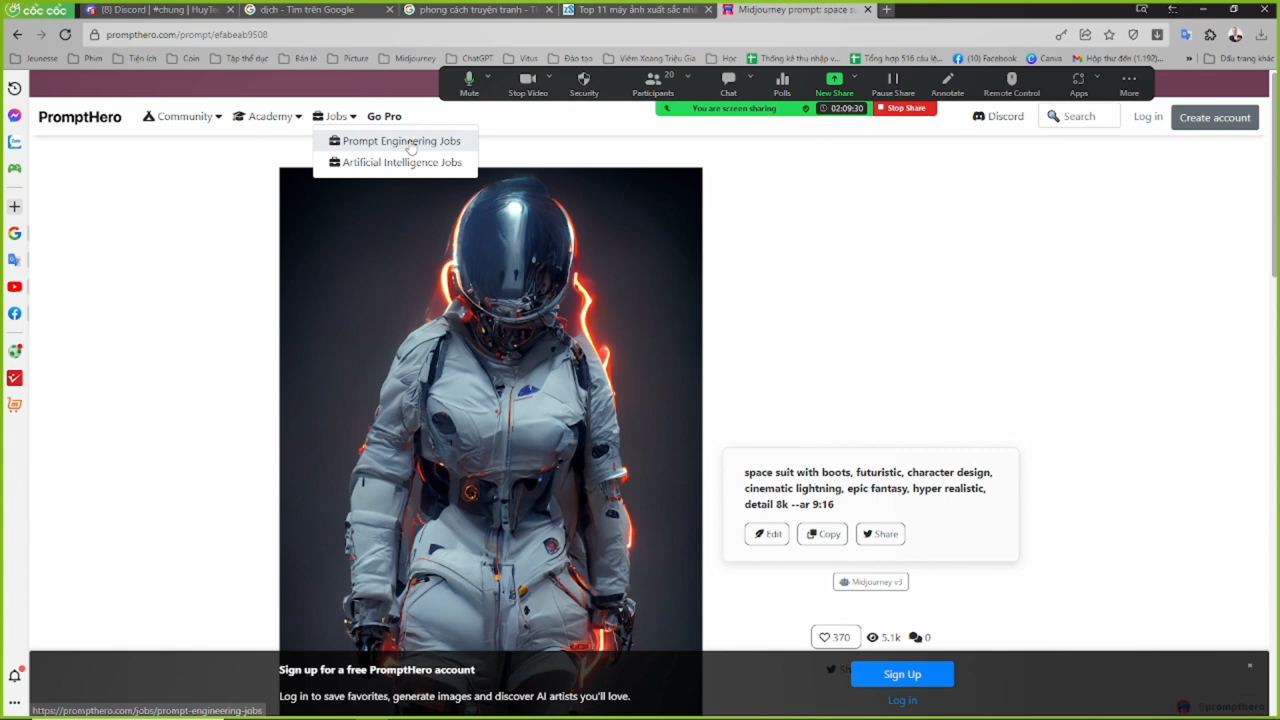 cốc cốc
(8) Discord | #chung | HuyTe
dịch - Tìm trên Google
phong cách truyện tranh - Tì
Top 11 máy ảnh xuất sắc nhấ
Midjourney prompt: space su
prompthero.com/prompt/efabeab9508
Jeunesse
Phim
Tiện ích
Coin
Tập thể dục
Bán lẻ
Picture
Midjourney
ChatGPT
Vitus
Đào tạo
Viêm Xoang Triệu Gia
Học
Thống kê thu nhập v...
Tổng hợp 516 câu lệ...
(10) Facebook
Canva
Hộp thư đến (1.192)...
Dấu trang khác
Mute
Stop Video
Security
20
Participants
Chat
Polls
New Share
Pause Share
Annotate
Remote Control
Apps
More
You are screen sharing
02:09:30
Stop Share
PromptHero
Community
Academy
Jobs
Go Pro
Discord
Search
Log in
Create account
Prompt Engineering Jobs
Artificial Intelligence Jobs
space suit with boots, futuristic, character design,
cinematic lightning, epic fantasy, hyper realistic,
detail 8k --ar 9:16
Edit
Copy
Share
Midjourney v3
370
5.1k
0
Sign up for a free PromptHero account
Log in to save favorites, generate images and discover AI artists you'll love.
Sign Up
Log in
@prompthero
https://prompthero.com/jobs/prompt-engineering-jobs